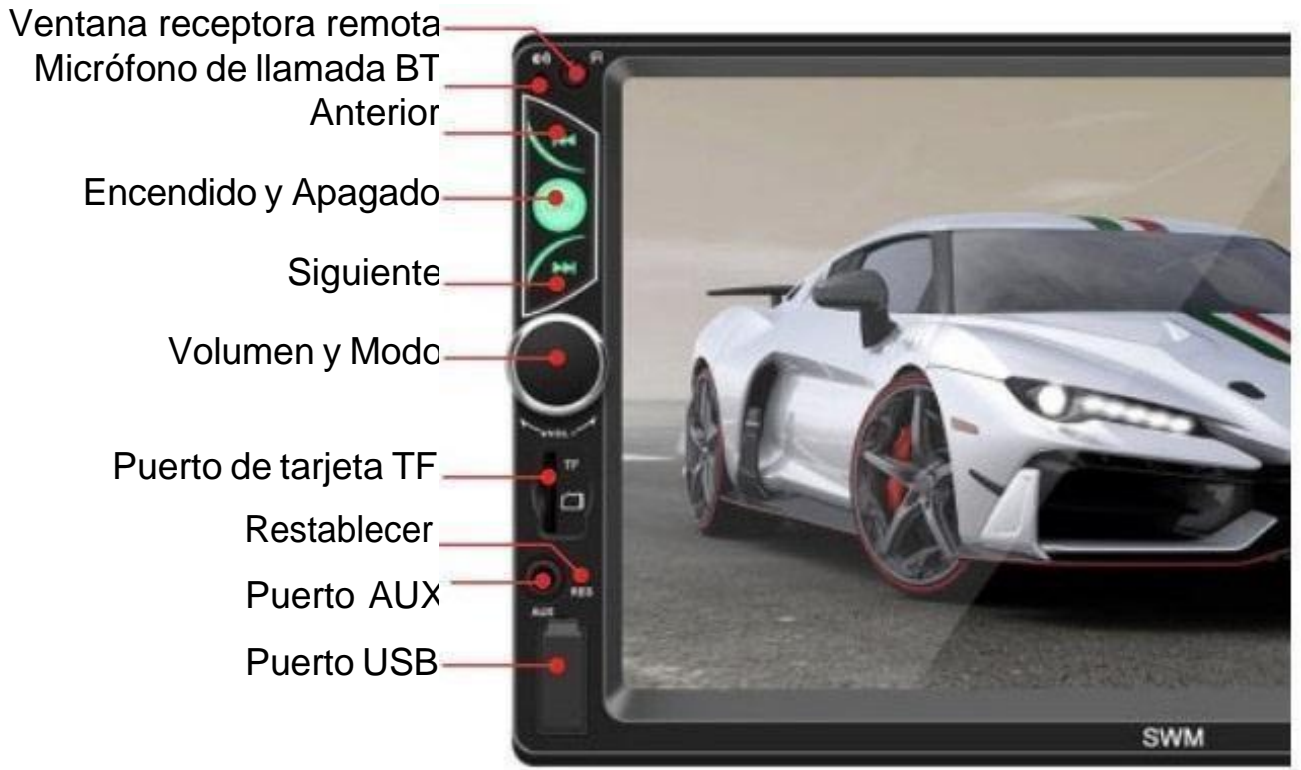 Ventana receptora remota
Micrófono de llamada BT
Anterior
Encendido y Apagado
Siguiente
Volumen y Modo
VOL
Puerto de tarjeta TF
TF
Restablecer
RES
Puerto AUX
AUX
Puerto USB
SWM